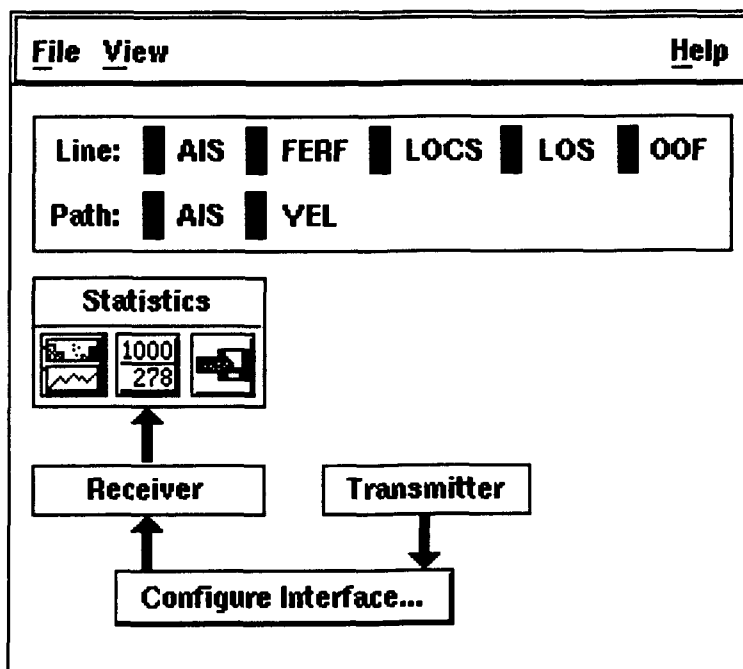 File View Help
Line: AIS FERF LOCS LOS OOF
Path: AIS YEL
Statistics
1000
278
Receiver Transmitter
Configure Interface...